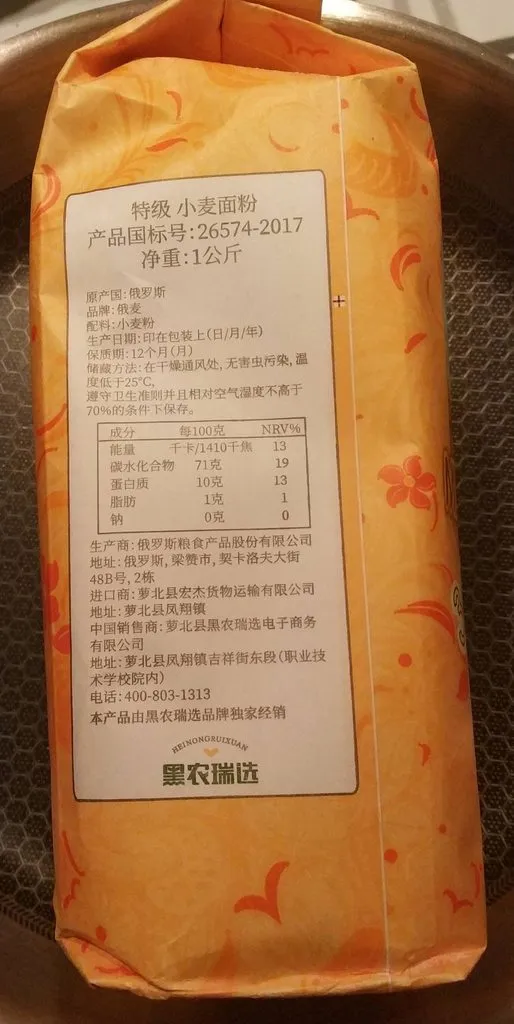 特级 小麦面粉
产品国标号:26574-2017
净重:1公斤
原产国:俄罗斯
品牌:俄麦
配料:小麦粉
生产日期:印在包装上(日/月/年)
保质期:12个月(月)
储藏方法:在干燥通风处,无害虫污染,温
度低于25℃,
遵守卫生准则并且相对空气湿度不高于
70%的条件下保存。
成分 每100克 NRV%
能量 千卡/1410千焦 13
碳水化合物 71克 19
蛋白质 10克 13
脂肪 1克 1
钠 0克 0
生产商:俄罗斯粮食产品股份有限公司
地址:俄罗斯,梁赞市,契卡洛夫大街
48B号,2栋
进口商:萝北县宏杰货物运输有限公司
地址:萝北县凤翔镇
中国销售商:萝北县黑农瑞选电子商务
有限公司
地址:萝北县凤翔镇吉祥街东段(职业技
术学校院内)
电话:400-803-1313
本产品由黑农瑞选品牌独家经销
HEINONGRUIXUAN
黑农瑞选